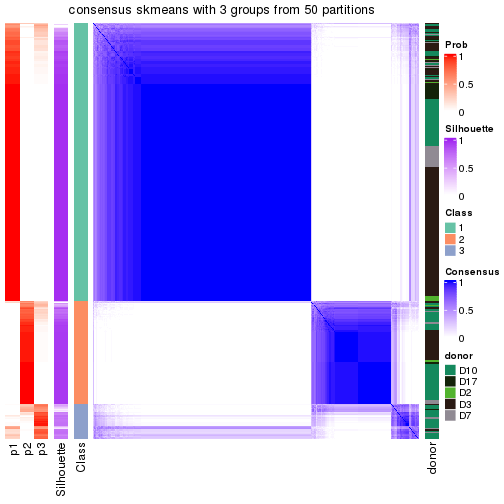 consensus skmeans with 3 groups from 50 partitions
Prob
1
0.5
0
Silhouette
1
0.5
0
Class
1
2
3
Consensus
1
0.5
0
donor
D10
D17
D2
D3
D7
p1
p2
p3
Silhouette
Class
donor